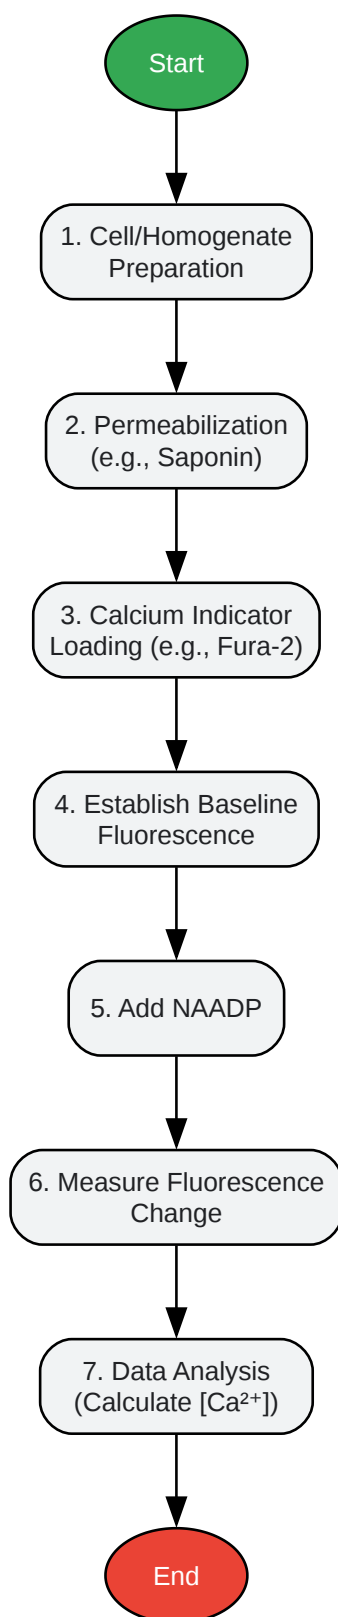 Start
1. Cell/Homogenate
Preparation
2. Permeabilization
(e.g., Saponin)
3. Calcium Indicator
Loading (e.g., Fura-2)
4. Establish Baseline
Fluorescence
5. Add NAADP
6. Measure Fluorescence
Change
7. Data Analysis
(Calculate [Ca²⁺])
End